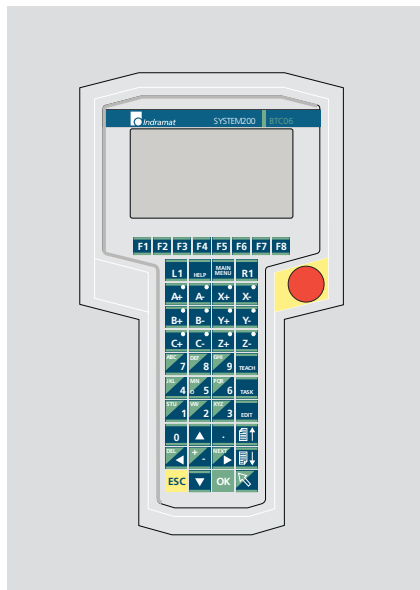 Indramat SYSTEM200 BTC06
F1 F2 F3 F4 F5 F6 F7 F8
L1 HELP MAIN MENU R1
A+ A- X+ X-
B+ B- Y+ Y-
C+ C- Z+ Z-
ABC 7 DEF 8 GHI 9 TEACH
JKL 4 MN O 5 PQR 6 TASK
STU 1 VW 2 XYZ 3 EDIT
0 .
DEL + - NEXT
ESC OK